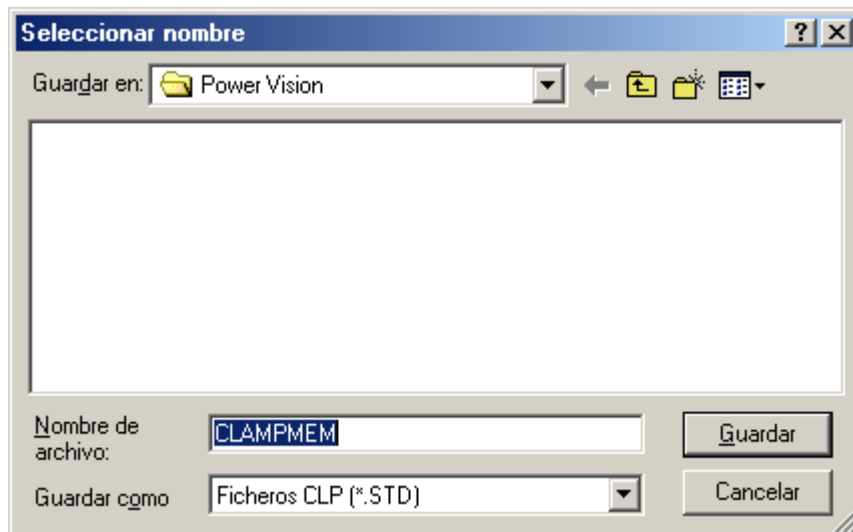 Seleccionar nombre
Guardar en: Power Vision
Nombre de archivo: CLAMPMEM
Guardar
Guardar como Ficheros CLP (*.STD)
Cancelar